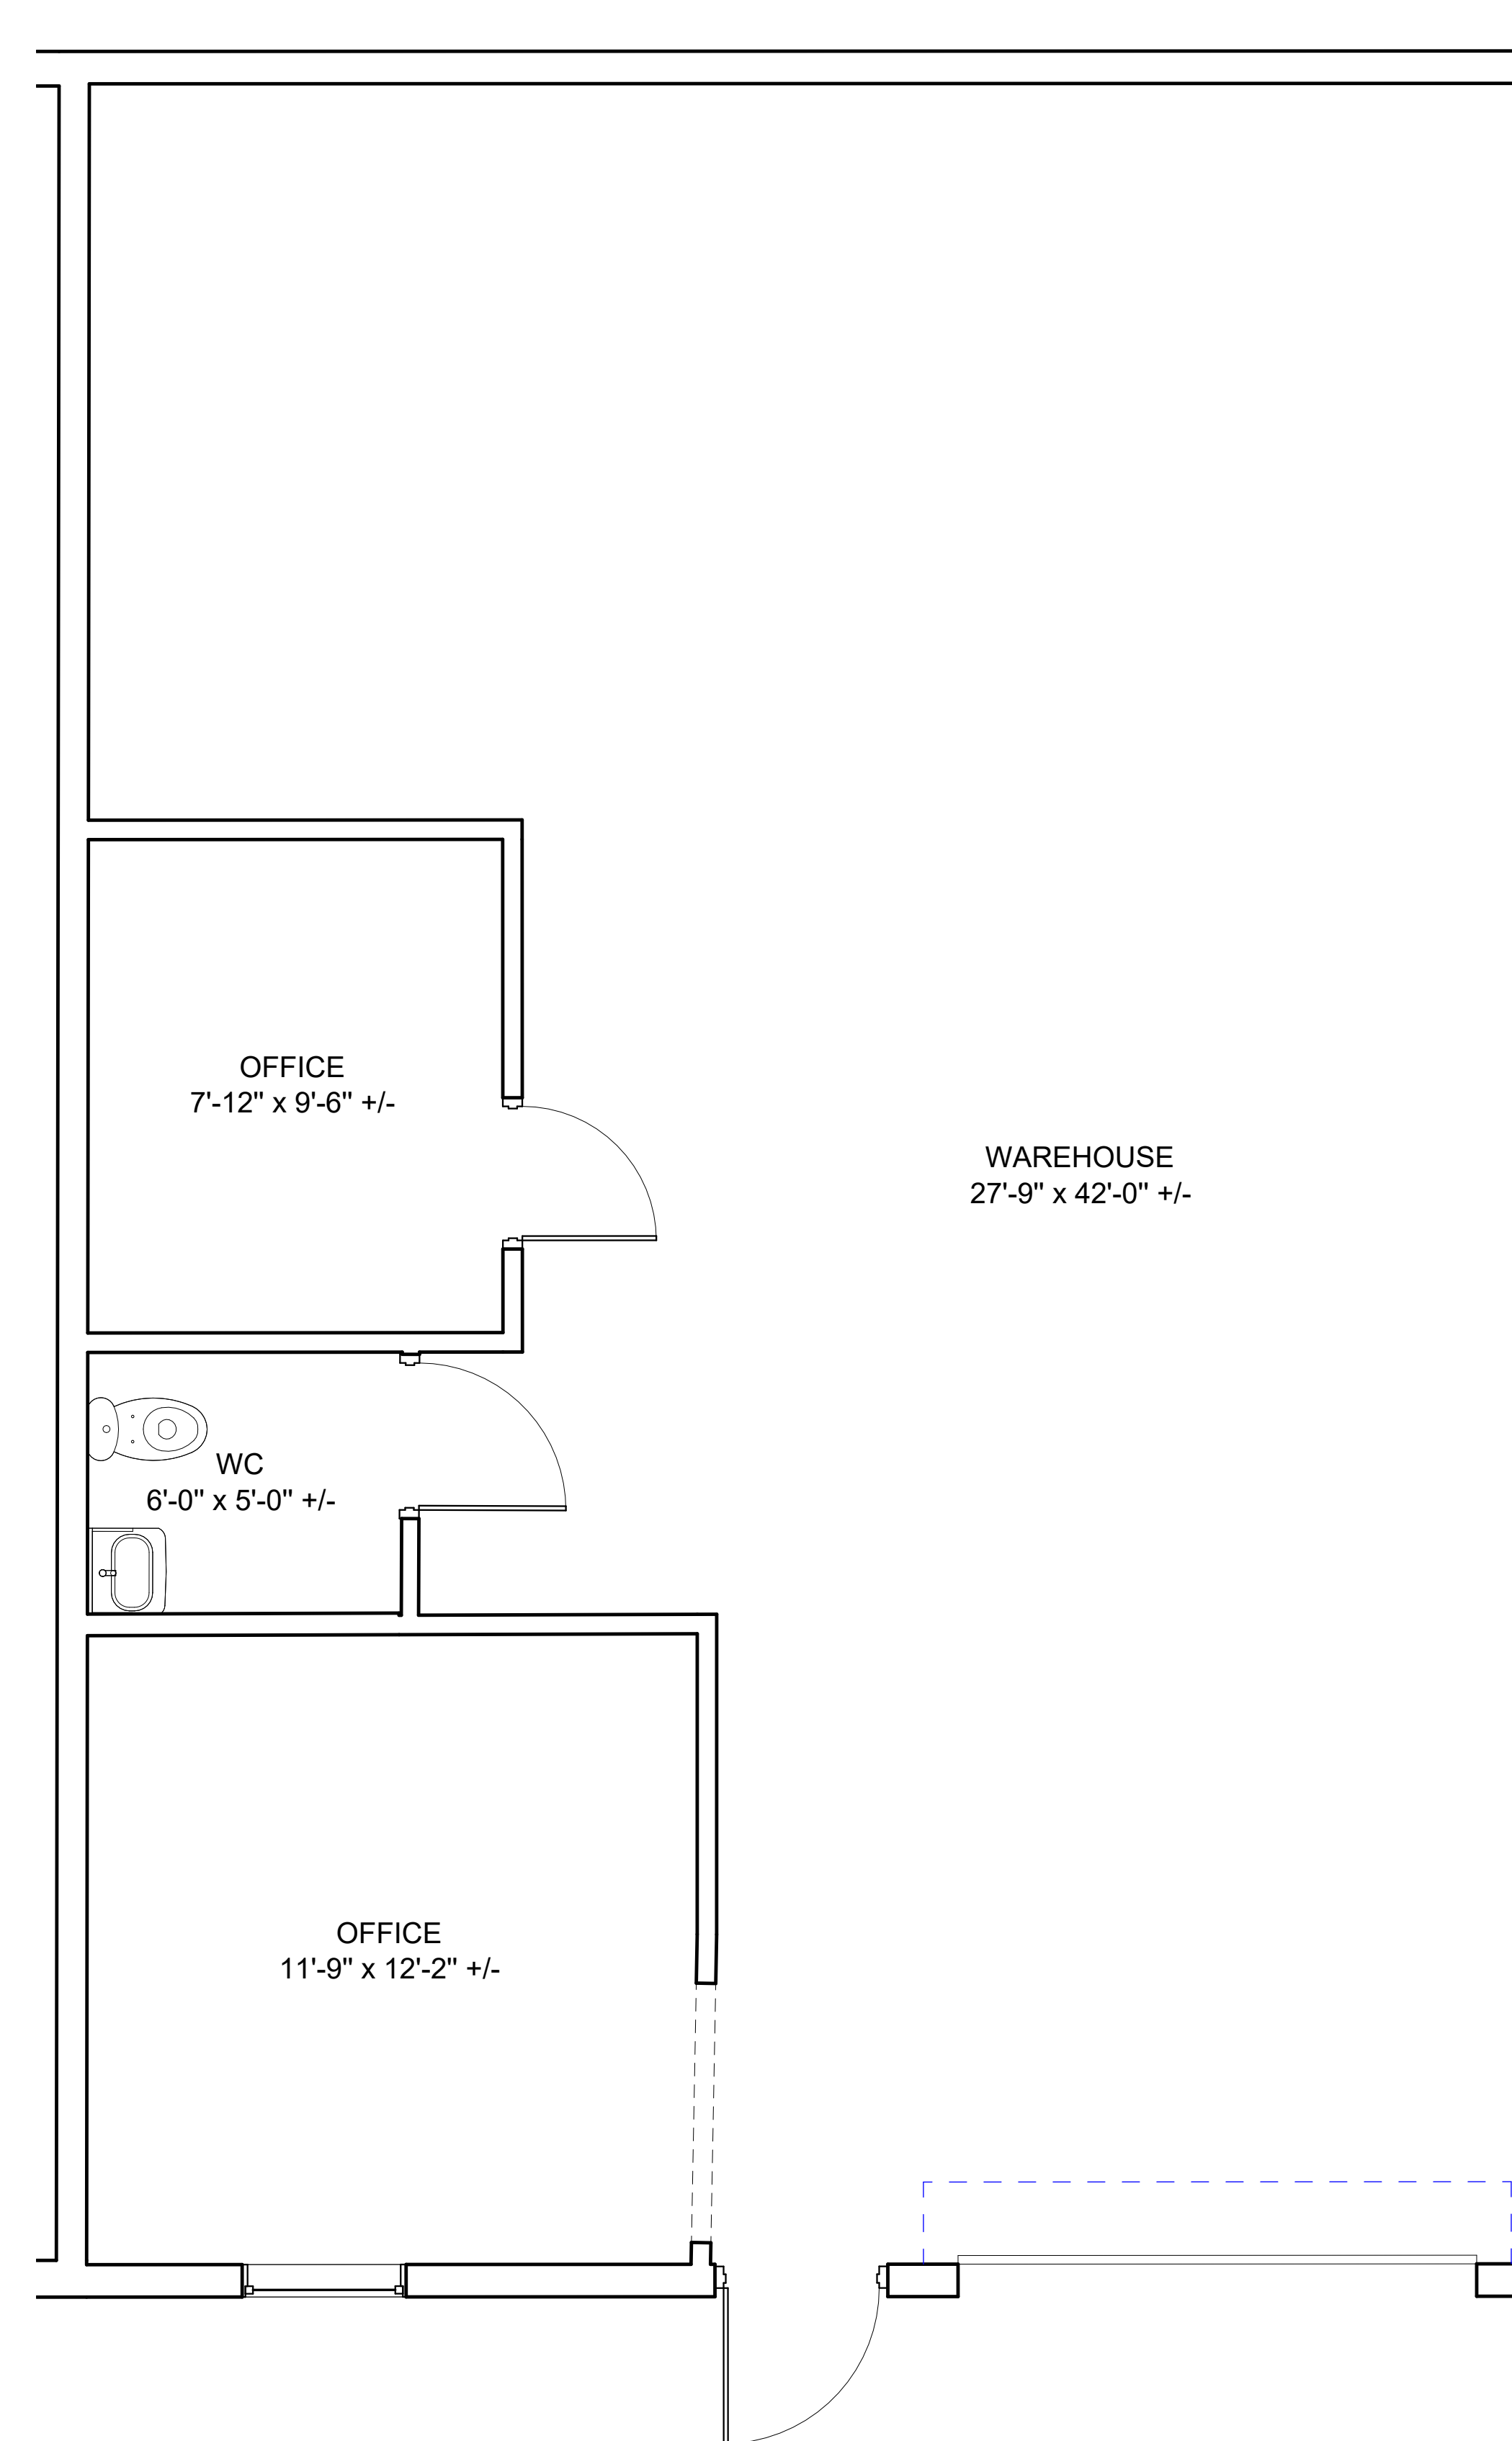 OFFICE
7'-12" x 9'-6" +/-
WAREHOUSE
27'-9" x 42'-0" +/-
WC
6'-0" x 5'-0" +/-
OFFICE
11'-9" x 12'-2" +/-